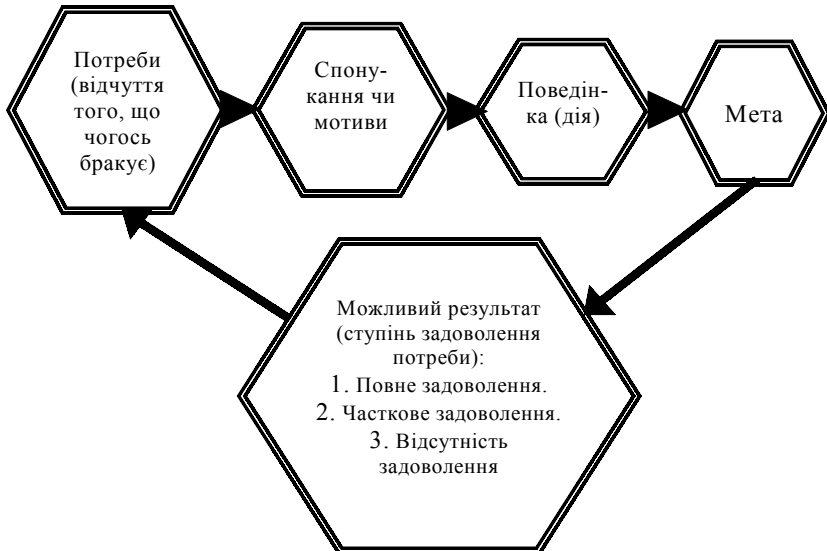 Потреби
(відчуття
того, що
чогось
бракує)
Спону-
кання чи
мотиви
Поведін-
ка (дія)
Мета
Можливий результат
(ступінь задоволення
потреби):
1. Повне задоволення.
2. Часткове задоволення.
3. Відсутність
задоволення